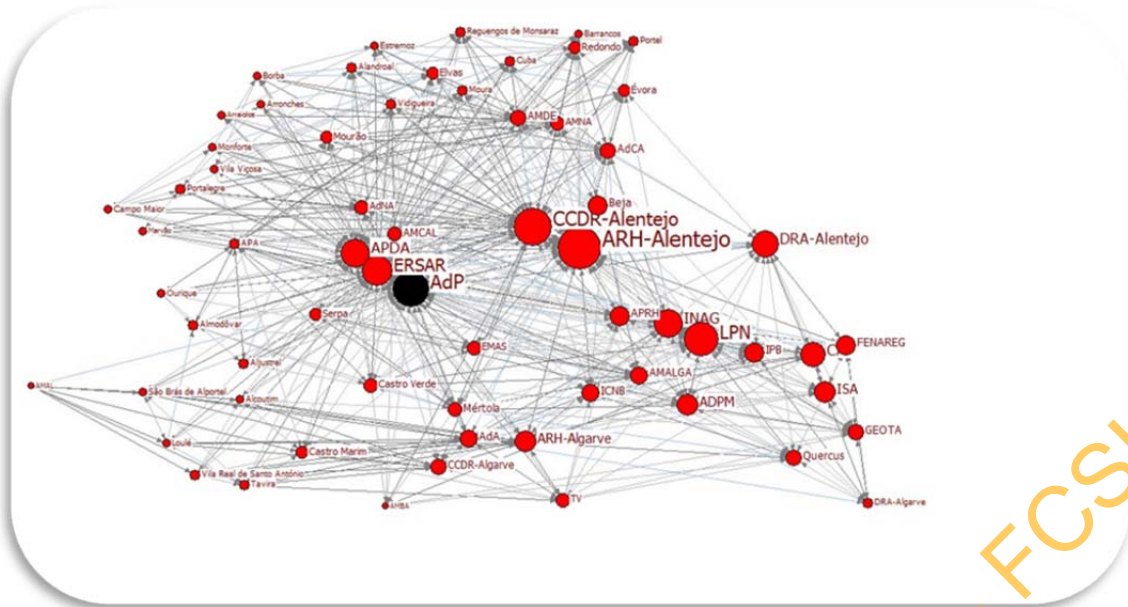 Reguengos de Monsaraz
Barrancos
Portel
Estremoz
Redondo
Cuba
Alandroal
Elvas
Borba
Moura
Évora
Arronches
Vidigueira
Arraiolos
AMDE
AMNA
Mourão
Monforte
AdCA
Vila Viçosa
Portalegre
Campo Maior
AdNA
Beja
CCDR-Alentejo
Marvão
AMCAL
ARH-Alentejo
DRA-Alentejo
APA
APDA
ERSAR
AdP
Ourique
Serpa
APRH
INAG
Almodôvar
LPN
EMAS
IPB
FENAREG
Aljustrel
AMALGA
AMAL
Castro Verde
São Brás de Alportel
ICNB
ISA
Alcoutim
ADPM
Mértola
GEOTA
Loulé
AdA
ARH-Algarve
Castro Marim
Quercus
CCDR-Algarve
Vila Real de Santo António
Tavira
TV
DRA-Algarve
AMBA
FCSH